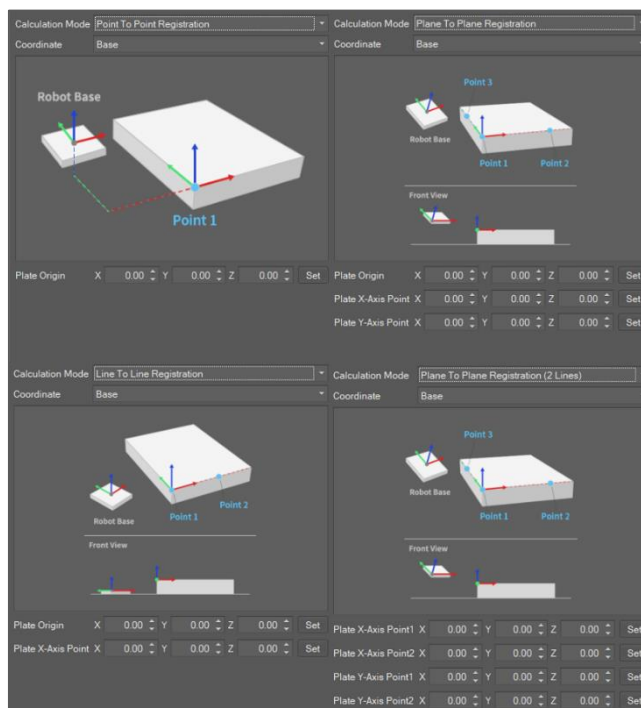 Calculation Mode Point To Point Registration
Coordinate Base
Robot Base
Point 1
Plate Origin X 0.00 Y 0.00 Z 0.00 Set
Calculation Mode Plane To Plane Registration
Coordinate Base
Point 3
Robot Base
Point 1 Point 2
Front View
Plate Origin X 0.00 Y 0.00 Z 0.00 Set
Plate X-Axis Point X 0.00 Y 0.00 Z 0.00 Set
Plate Y-Axis Point X 0.00 Y 0.00 Z 0.00 Set
Calculation Mode Line To Line Registration
Coordinate Base
Robot Base
Point 1 Point 2
Front View
Plate Origin X 0.00 Y 0.00 Z 0.00 Set
Plate X-Axis Point X 0.00 Y 0.00 Z 0.00 Set
Calculation Mode Plane To Plane Registration (2 Lines)
Coordinate Base
Point 3
Robot Base
Point 1 Point 2
Front View
Plate X-Axis Point1 X 0.00 Y 0.00 Z 0.00 Set
Plate X-Axis Point2 X 0.00 Y 0.00 Z 0.00 Set
Plate Y-Axis Point1 X 0.00 Y 0.00 Z 0.00 Set
Plate Y-Axis Point2 X 0.00 Y 0.00 Z 0.00 Set